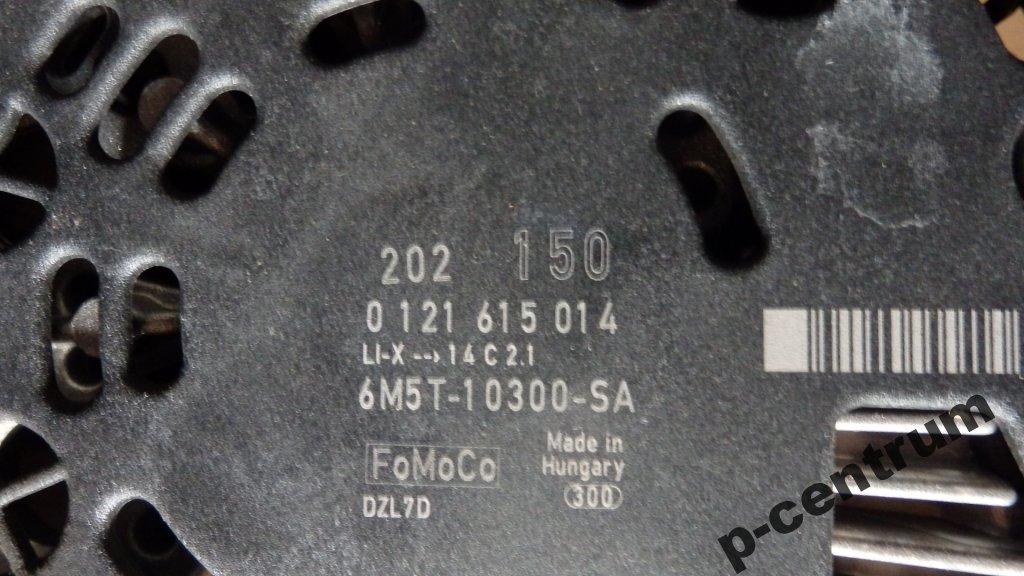 202 150
0 121 615 014
LI-X --> 14 C 2.1
6M5T-10300-SA
FoMoCo
Made in
Hungary
300
DZL7D
p-centrum